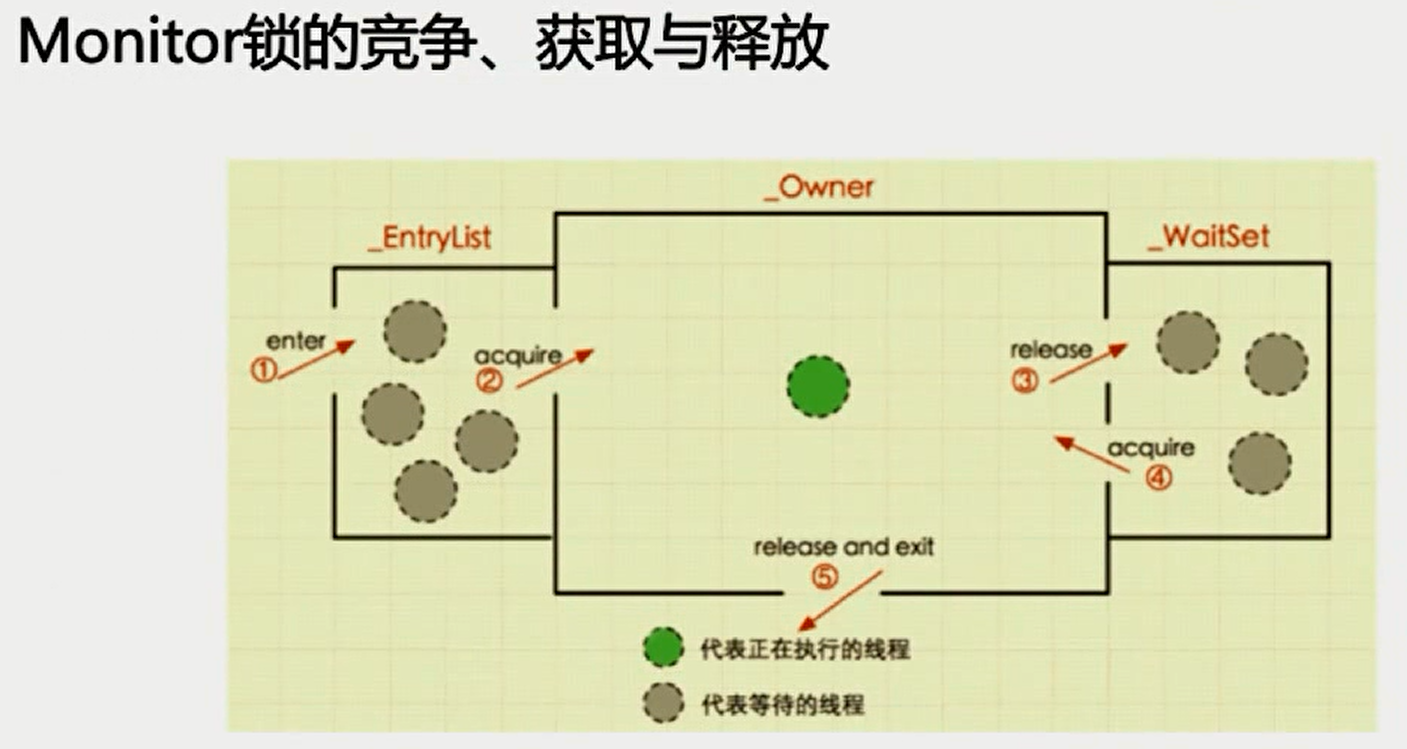 Monitor锁的竞争、获取与释放
_Owner
_EntryList
_WaitSet
enter
①
acquire
②
release
③
acquire
④
release and exit
⑤
代表正在执行的线程
代表等待的线程